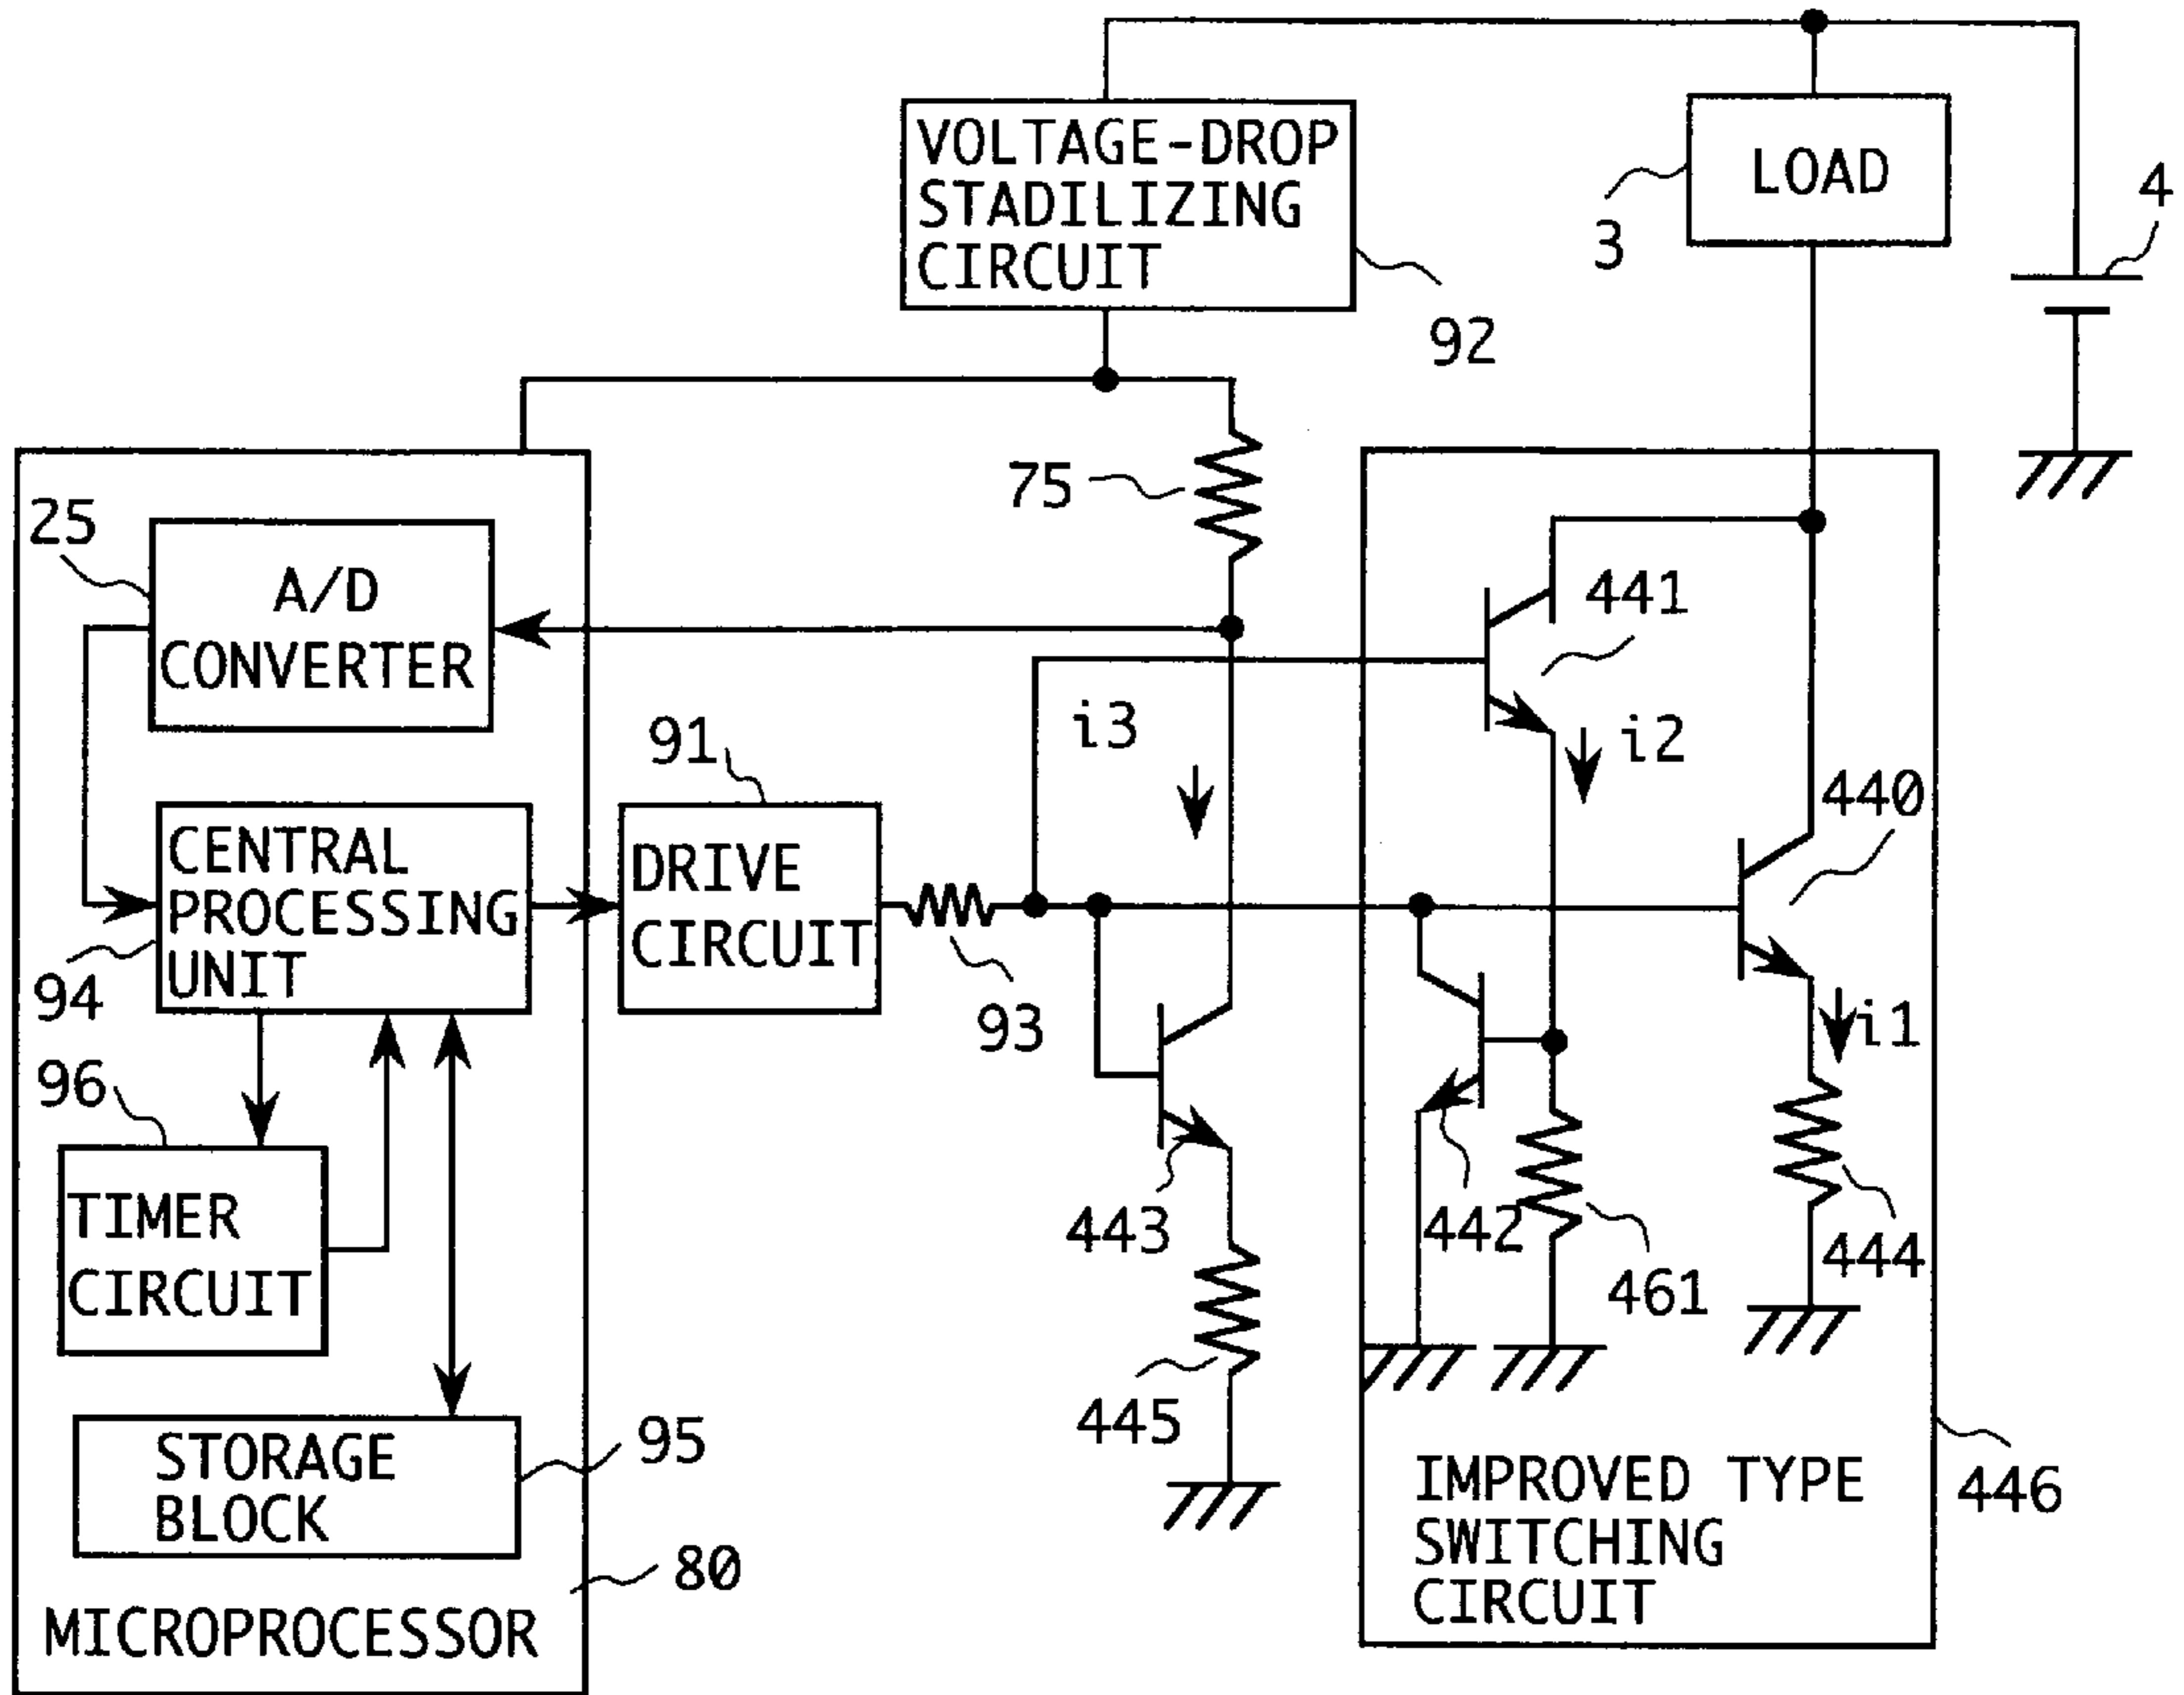 VOLTAGE-DROP
STADILIZING
CIRCUIT
92
LOAD
3
4
75
25
A/D
CONVERTER
441
i3
i2
91
440
CENTRAL
PROCESSING
UNIT
94
DRIVE
CIRCUIT
93
i1
96
TIMER
CIRCUIT
443
442
461
444
445
STORAGE
BLOCK
95
IMPROVED TYPE
SWITCHING
CIRCUIT
446
80
MICROPROCESSOR